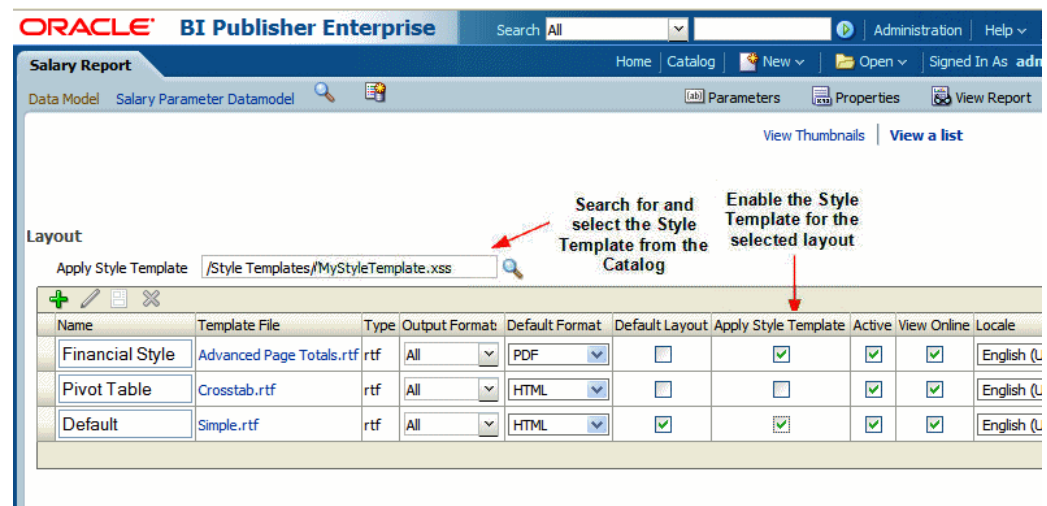 ORACLE BI Publisher Enterprise Search All Administration Help
Salary Report Home Catalog New Open Signed In As adm
Data Model Salary Parameter Datamodel Parameters Properties View Report
View Thumbnails View a list
Search for and
select the Style
Template from the
Catalog
Enable the Style
Template for the
selected layout
Layout
Apply Style Template /Style Templates//MyStyleTemplate.xss
Name Template File Type Output Format Default Format Default Layout Apply Style Template Active View Online Locale
Financial Style Advanced Page Totals.rtf rtf All PDF English (U
Pivot Table Crosstab.rtf rtf All HTML English (U
Default Simple.rtf rtf All HTML English (U